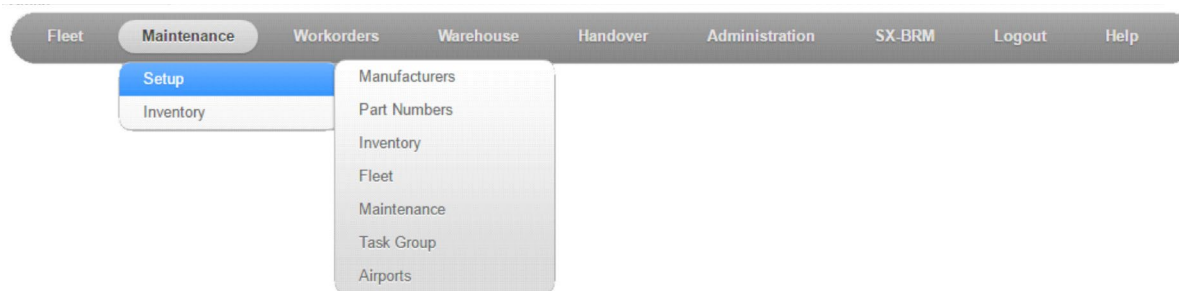 Fleet Maintenance Workorders Warehouse Handover Administration SX-BRM Logout Help
Setup
Inventory
Manufacturers
Part Numbers
Inventory
Fleet
Maintenance
Task Group
Airports